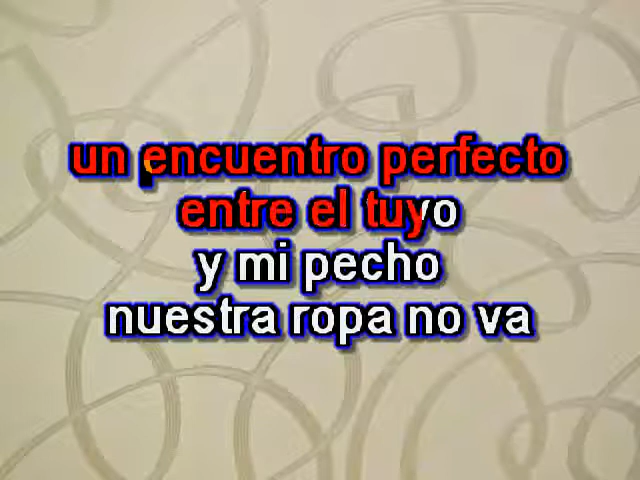 un encuentro perfecto
entre el tuyo
y mi pecho
nuestra ropa no va